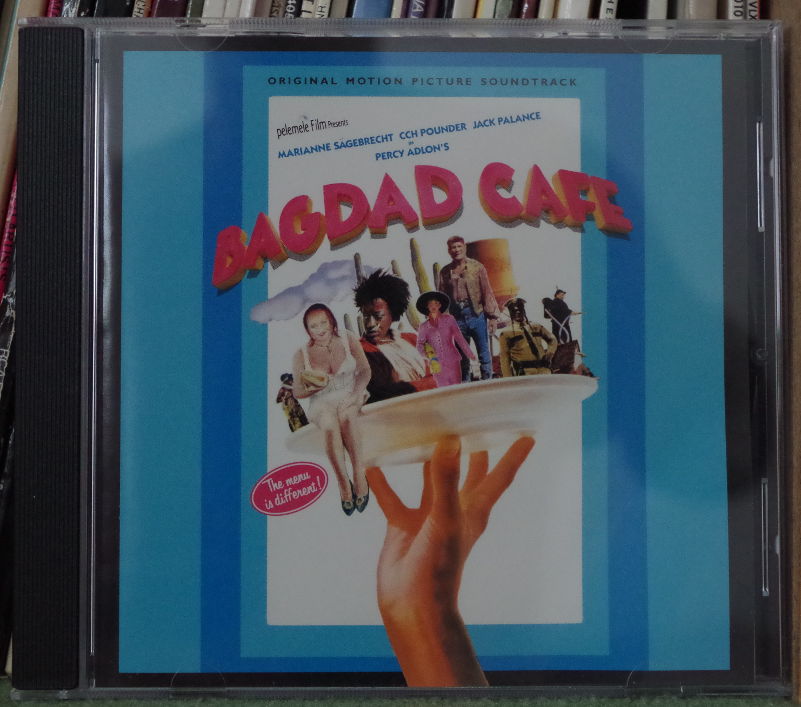 ORIGINAL MOTION PICTURE SOUNDTRACK
pelemele Film Presents
MARIANNE SÄGEBRECHT CCH POUNDER JACK PALANCE
in
PERCY ADLON'S
BAGDAD CAFE
The menu
is different!